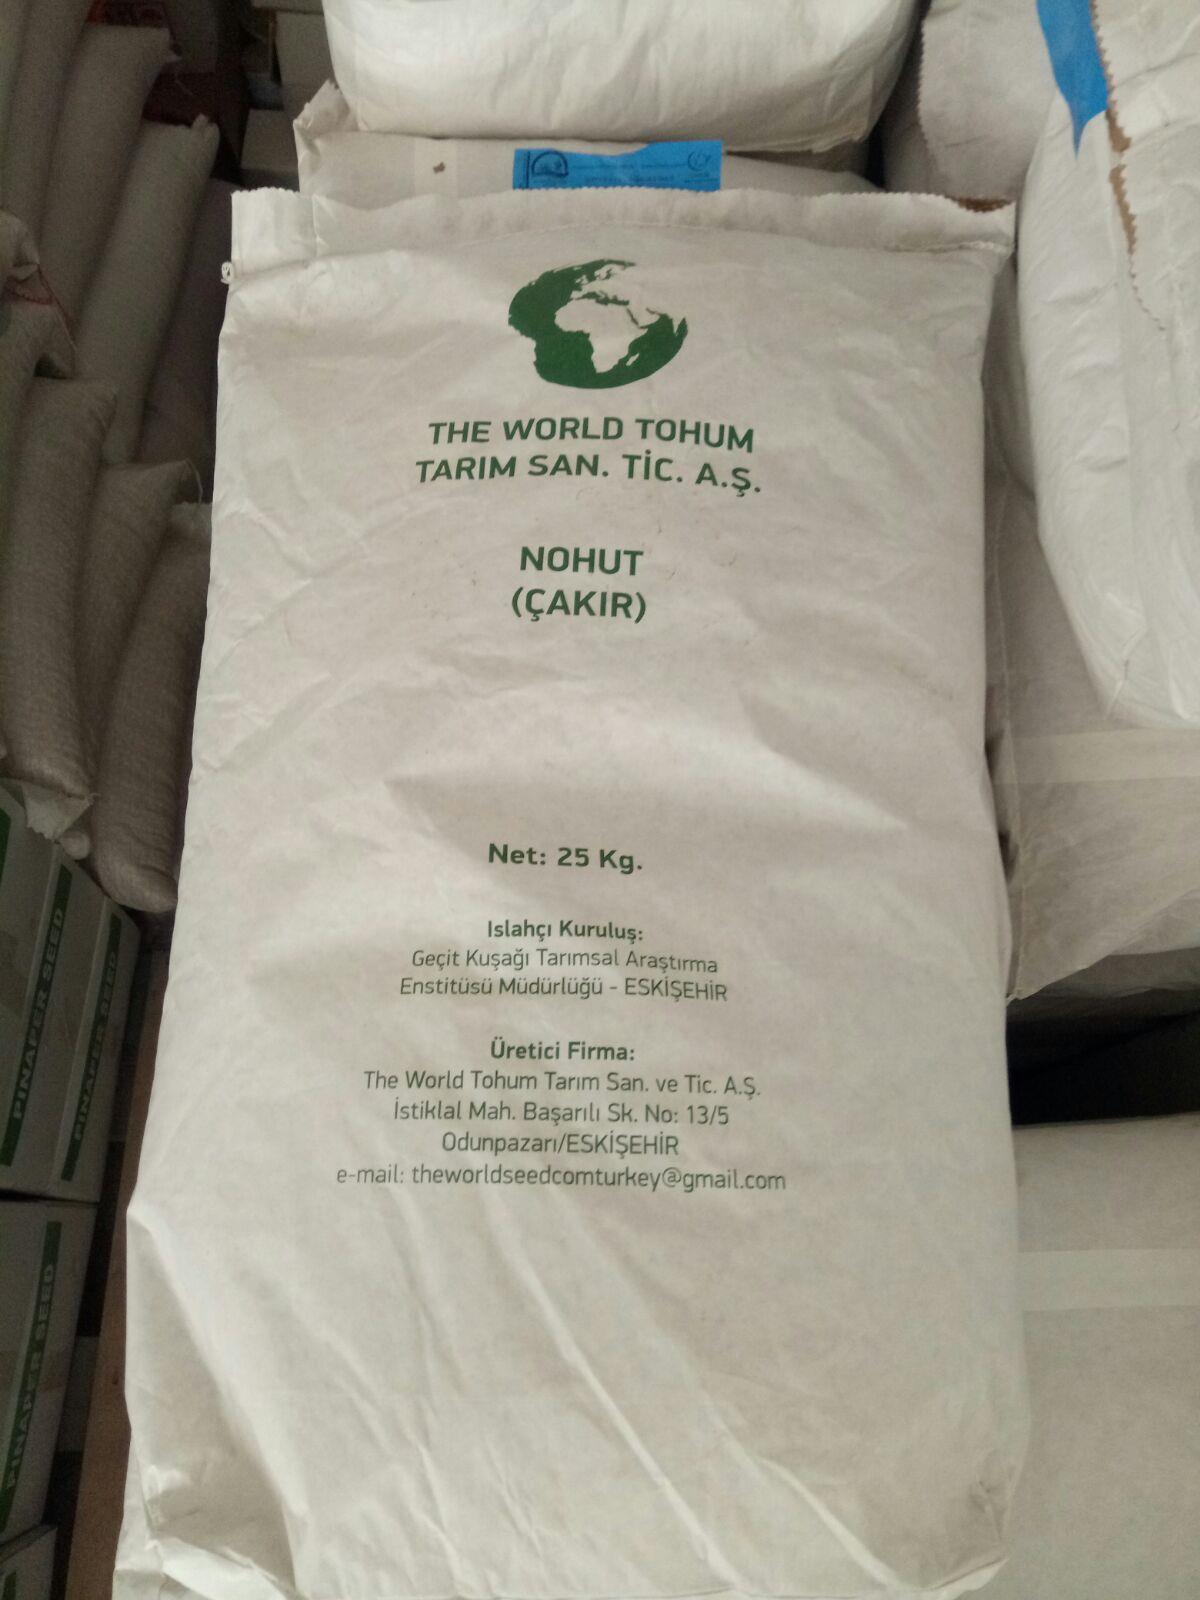 THE WORLD TOHUM
TARIM SAN. TİC. A.Ş.
NOHUT
(ÇAKIR)
Net: 25 Kg.
Islahçı Kuruluş:
Geçit Kuşağı Tarımsal Araştırma
Enstitüsü Müdürlüğü - ESKİŞEHİR
Üretici Firma:
The World Tohum Tarım San. ve Tic. A.Ş.
İstiklal Mah. Başarılı Sk. No: 13/5
Odunpazarı/ESKİŞEHİR
e-mail: theworldseedcomturkey@gmail.com
PINAPER SEED
PINAPER SEED
PINAPER SEED